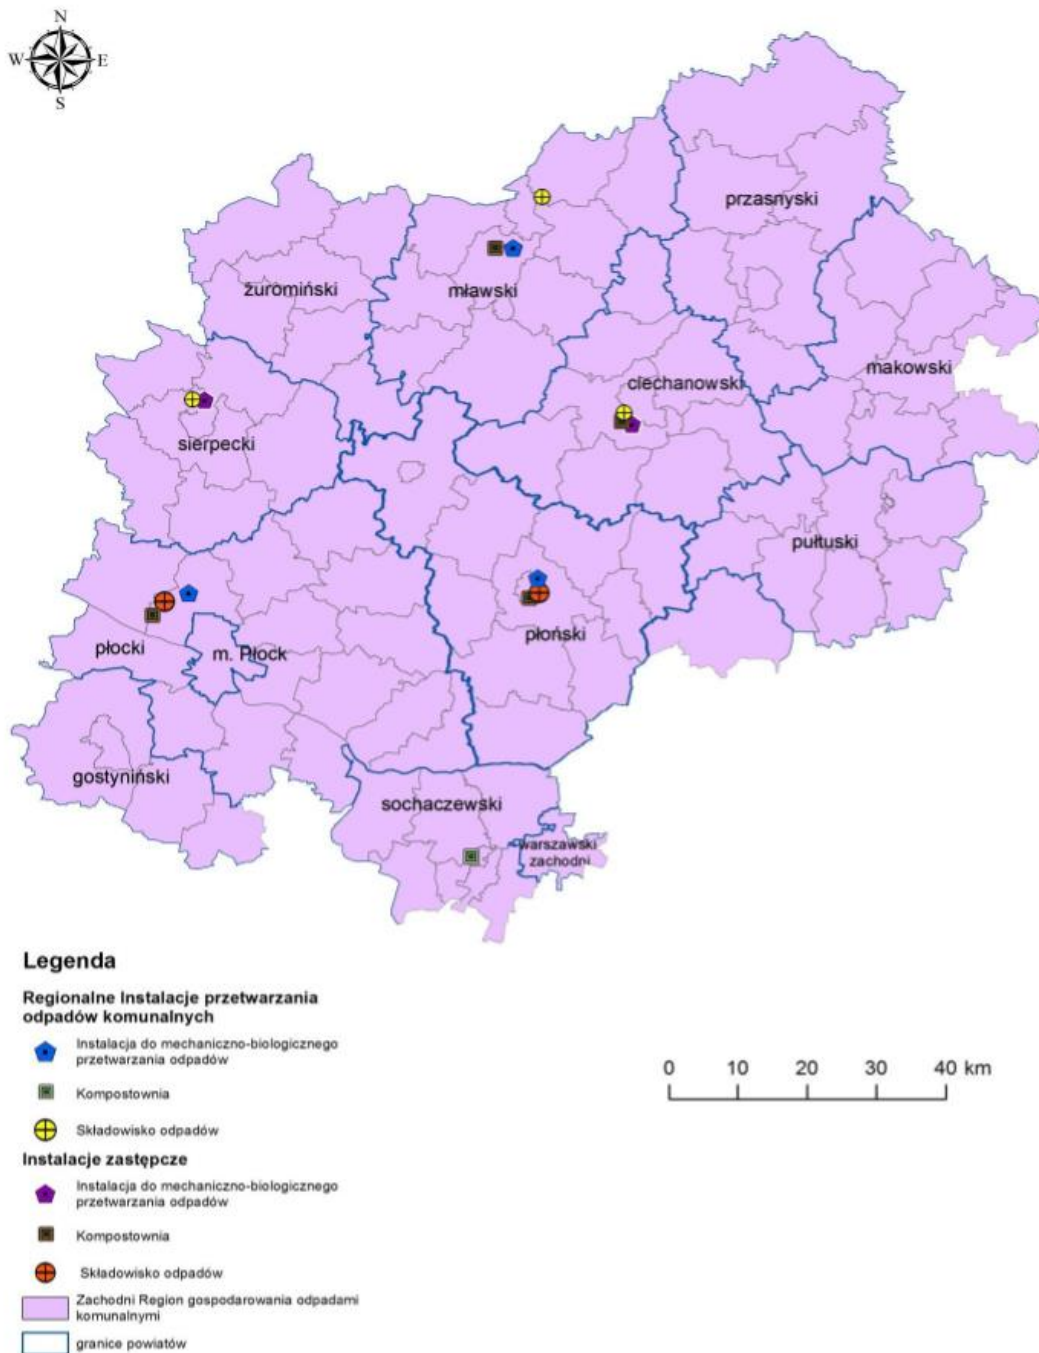 N
W E
S
przasnyski
żuromiński
mławski
makowski
ciechanowski
sierpecki
pułtuski
płoński
płocki
m. Płock
gostyniński
sochaczewski
warszawski
zachodni
Legenda
Regionalne Instalacje przetwarzania
odpadów komunalnych
Instalacja do mechaniczno-biologicznego
przetwarzania odpadów
Kompostownia
Składowisko odpadów
Instalacje zastępcze
Instalacja do mechaniczno-biologicznego
przetwarzania odpadów
Kompostownia
Składowisko odpadów
Zachodni Region gospodarowania odpadami
komunalnymi
granice powiatów
0 10 20 30 40 km